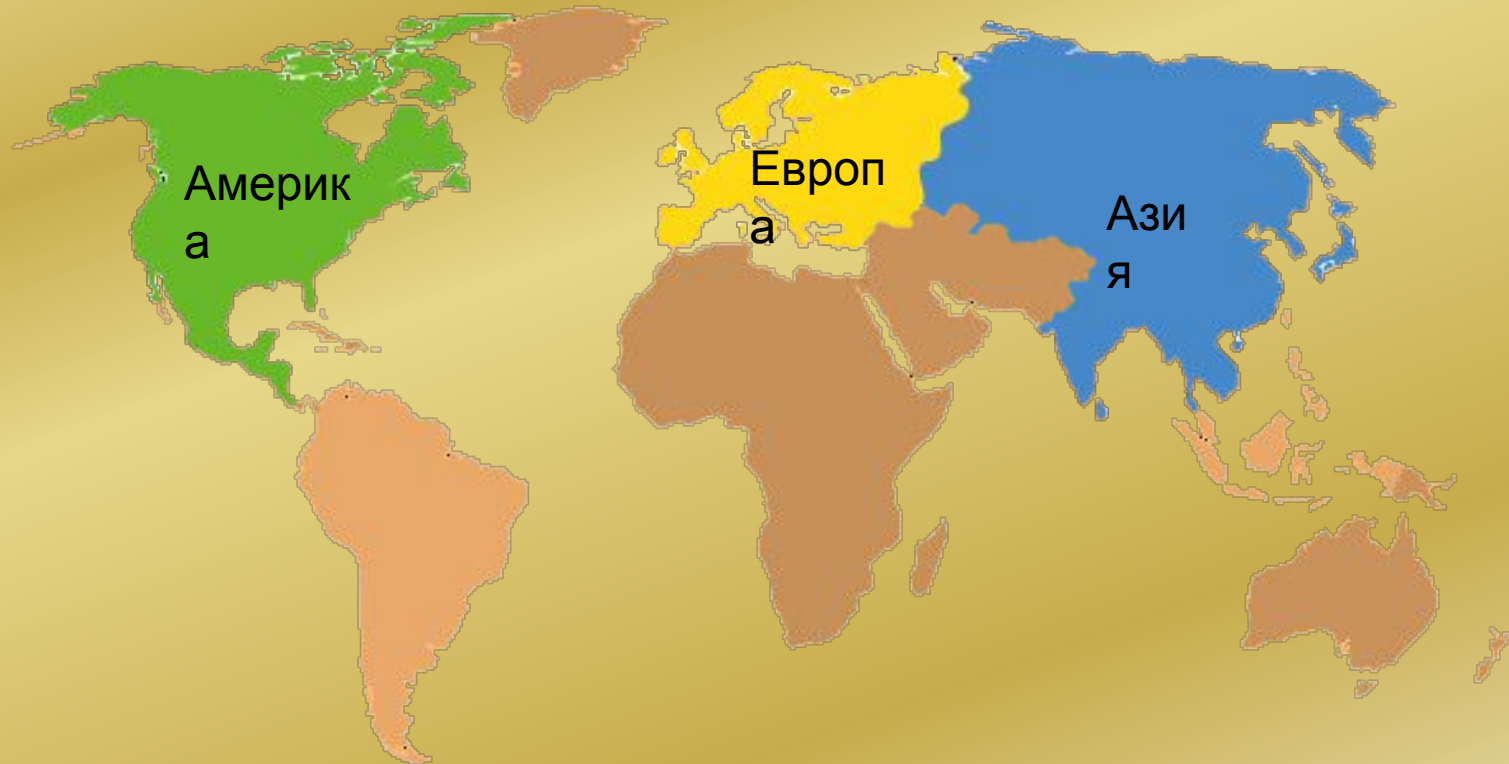 Америк
а
Европ
а
Ази
я